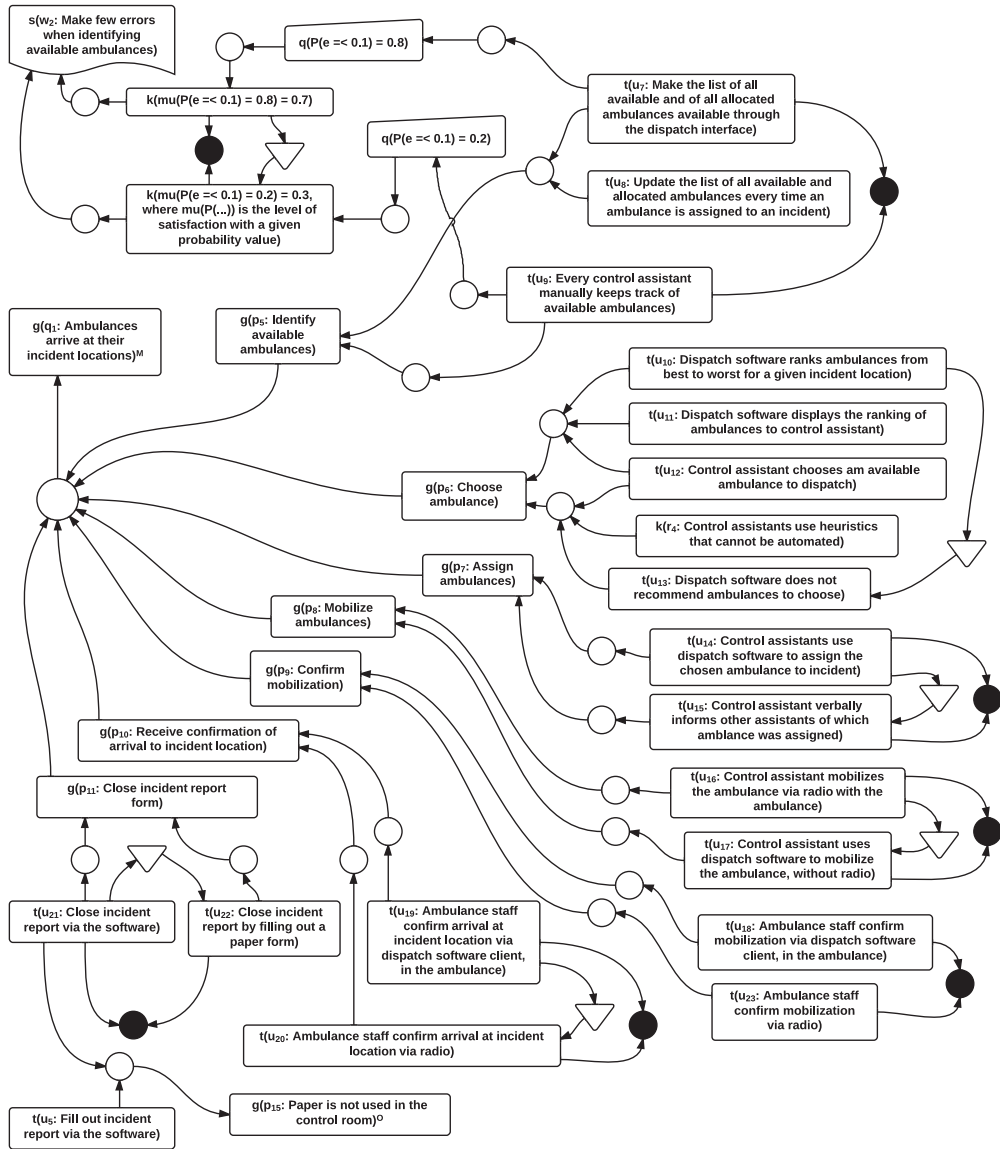 s(w₂: Make few errors
when identifying
available ambulances)
q(P(e =< 0.1) = 0.8)
k(mu(P(e =< 0.1) = 0.8) = 0.7)
q(P(e =< 0.1) = 0.2)
k(mu(P(e =< 0.1) = 0.2) = 0.3,
where mu(P(...)) is the level of
satisfaction with a given
probability value)
t(u₇: Make the list of all
available and of all allocated
ambulances available through
the dispatch interface)
t(u₈: Update the list of all available and
allocated ambulances every time an
ambulance is assigned to an incident)
t(u₉: Every control assistant
manually keeps track of
available ambulances)
g(q₁: Ambulances
arrive at their
incident locations)ᴹ
g(p₅: Identify
available
ambulances)
t(u₁₀: Dispatch software ranks ambulances from
best to worst for a given incident location)
t(u₁₁: Dispatch software displays the ranking of
ambulances to control assistant)
g(p₆: Choose
ambulance)
t(u₁₂: Control assistant chooses am available
ambulance to dispatch)
k(r₄: Control assistants use heuristics
that cannot be automated)
g(p₇: Assign
ambulances)
t(u₁₃: Dispatch software does not
recommend ambulances to choose)
g(p₈: Mobilize
ambulances)
t(u₁₄: Control assistants use
dispatch software to assign the
chosen ambulance to incident)
g(p₉: Confirm
mobilization)
t(u₁₅: Control assistant verbally
informs other assistants of which
amblance was assigned)
g(p₁₀: Receive confirmation of
arrival to incident location)
g(p₁₁: Close incident report
form)
t(u₁₆: Control assistant mobilizes
the ambulance via radio with the
ambulance)
t(u₁₇: Control assistant uses
dispatch software to mobilize
the ambulance, without radio)
t(u₂₁: Close incident
report via the software)
t(u₂₂: Close incident
report by filling out a
paper form)
t(u₁₉: Ambulance staff
confirm arrival at
incident location via
dispatch software client,
in the ambulance)
t(u₁₈: Ambulance staff confirm
mobilization via dispatch software
client, in the ambulance)
t(u₂₃: Ambulance staff
confirm mobilization
via radio)
t(u₂₀: Ambulance staff confirm arrival at incident
location via radio)
t(u₅: Fill out incident
report via the software)
g(p₁₅: Paper is not used in the
control room)ᴼ